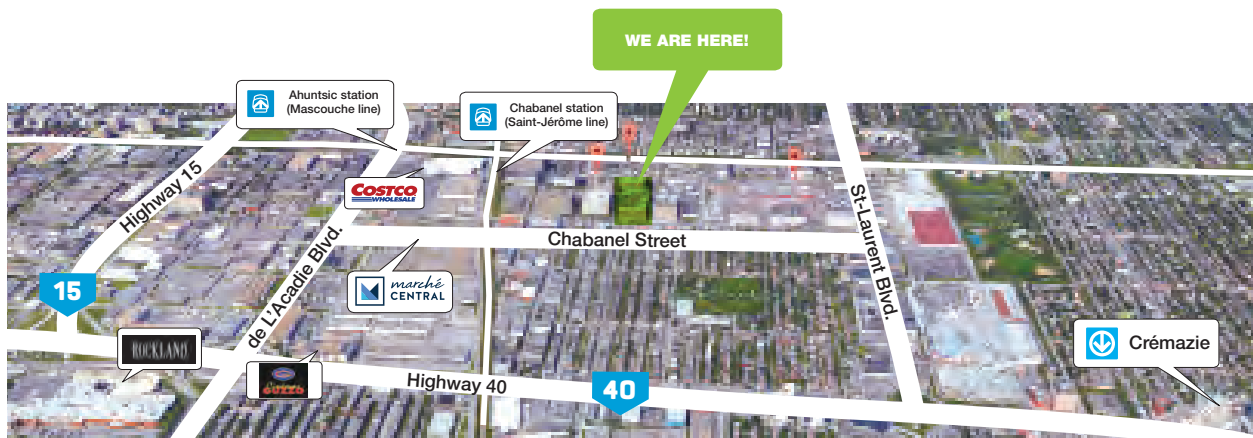 WE ARE HERE!
Ahuntsic station
(Mascouche line)
Chabanel station
(Saint-Jérôme line)
Highway 15
COSTCO
WHOLESALE
St-Laurent Blvd.
Chabanel Street
de L'Acadie Blvd.
marché
CENTRAL
15
ROCKLAND
Crémazie
GUZZO
Highway 40
40